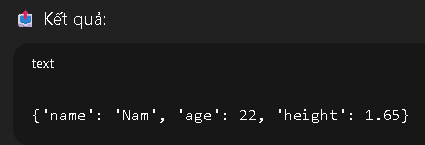 📤 Kết quả:
text
{'name': 'Nam', 'age': 22, 'height': 1.65}